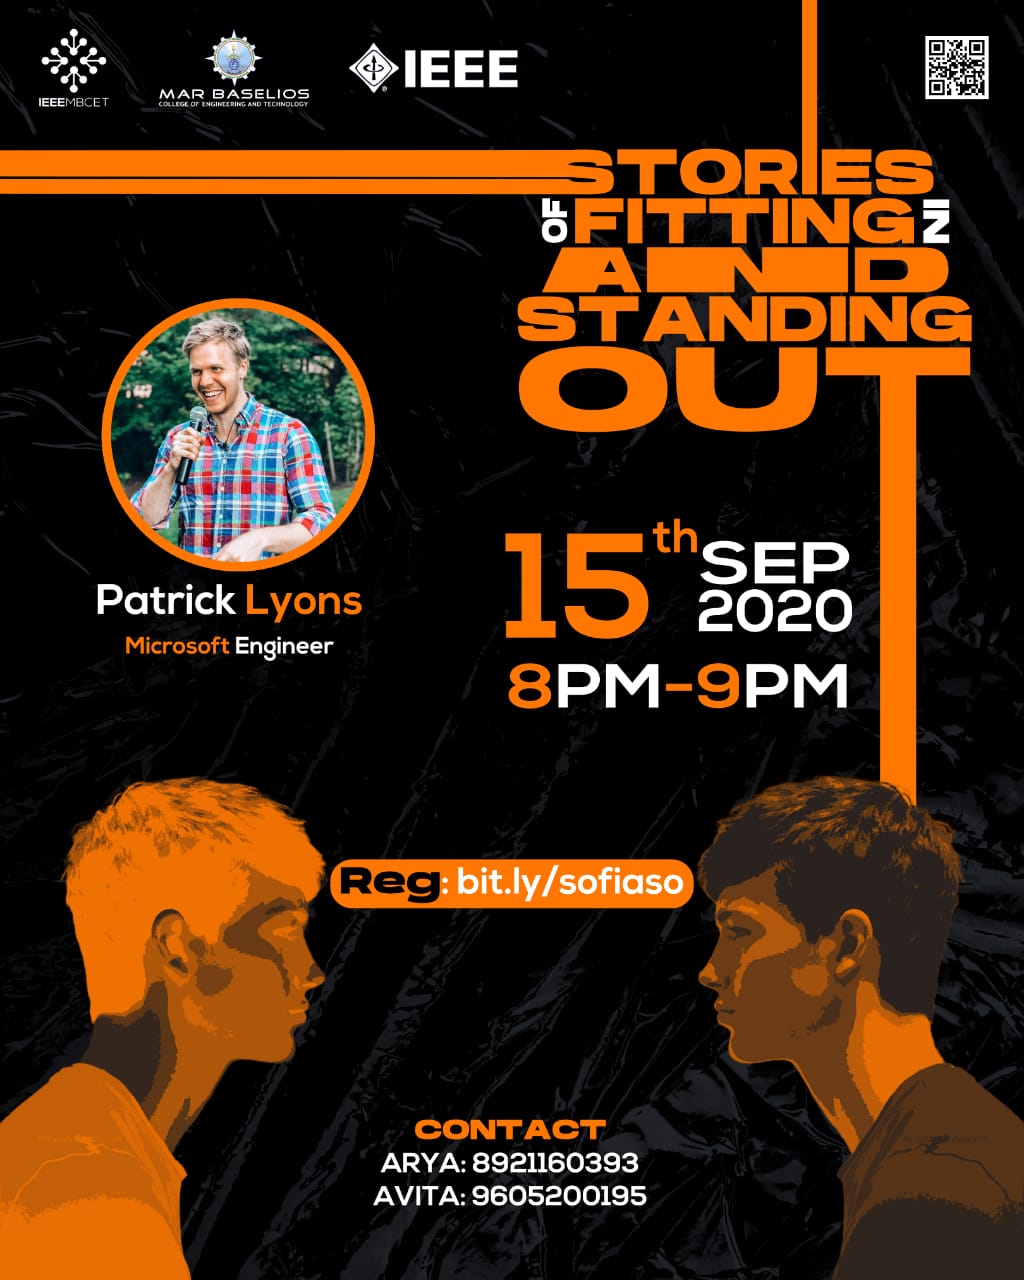 IEEEMBCET
MAR BASELIOS
COLLEGE OF ENGINEERING AND TECHNOLOGY
IEEE
STORIES
OF FITTING IN
AND
STANDING
OUT
Patrick Lyons
Microsoft Engineer
15th SEP
2020
8PM-9PM
Reg: bit.ly/sofiaso
CONTACT
ARYA: 8921160393
AVITA: 9605200195